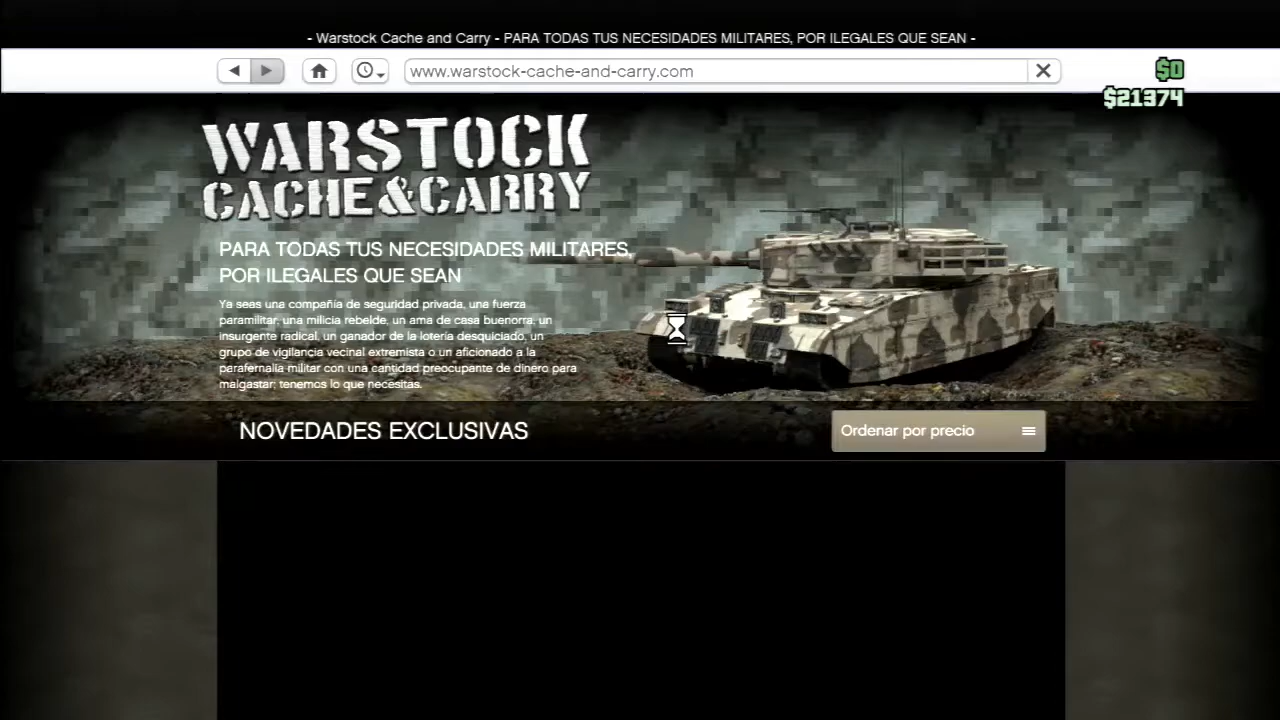 - Warstock Cache and Carry - PARA TODAS TUS NECESIDADES MILITARES, POR ILEGALES QUE SEAN -
www.warstock-cache-and-carry.com
$0
$21374
WARSTOCK
CACHE&CARRY
PARA TODAS TUS NECESIDADES MILITARES,
POR ILEGALES QUE SEAN
Ya seas una compañía de seguridad privada, una fuerza
paramilitar, una milicia rebelde, un ama de casa buenorra, un
insurgente radical, un ganador de la lotería desquiciado, un
grupo de vigilancia vecinal extremista o un aficionado a la
parafernalia militar con una cantidad preocupante de dinero para
malgastar; tenemos lo que necesitas.
NOVEDADES EXCLUSIVAS
Ordenar por precio